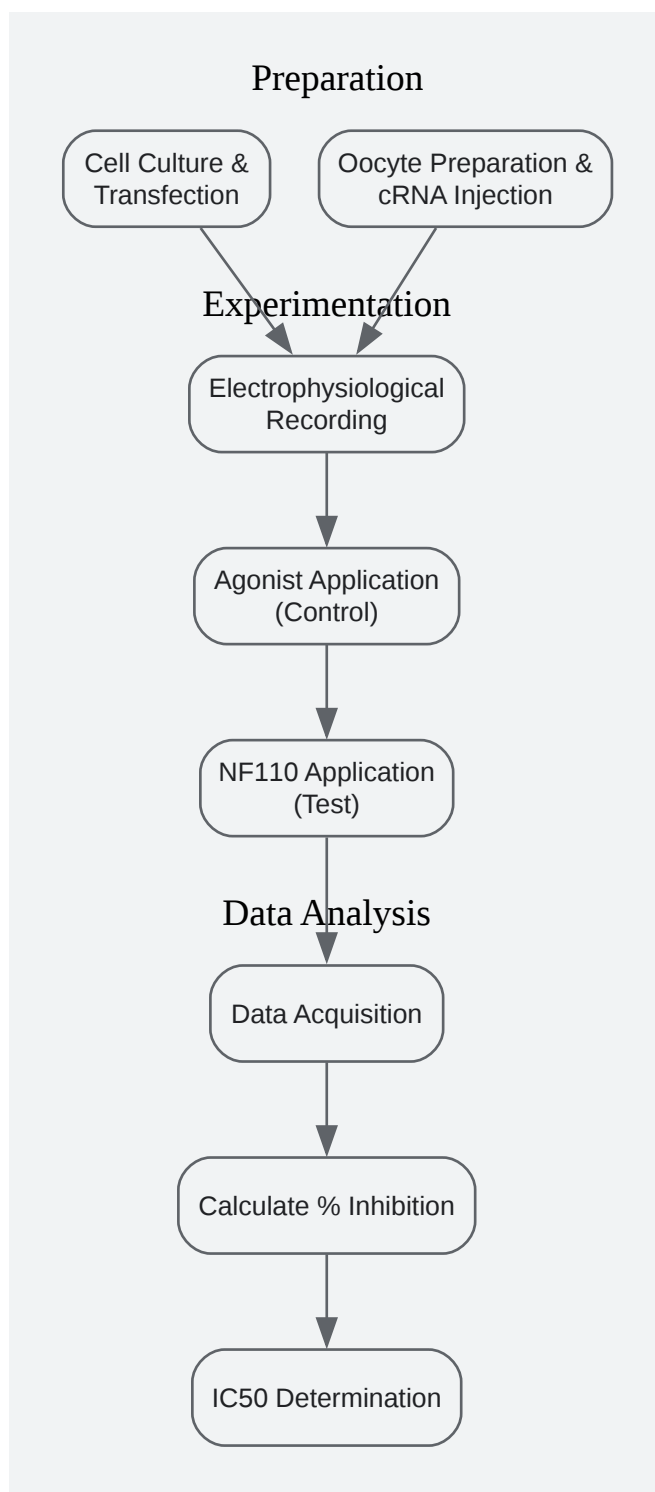 Preparation
Cell Culture &
Transfection
Oocyte Preparation &
cRNA Injection
Experimentation
Electrophysiological
Recording
Agonist Application
(Control)
NF110 Application
(Test)
Data Analysis
Data Acquisition
Calculate % Inhibition
IC50 Determination